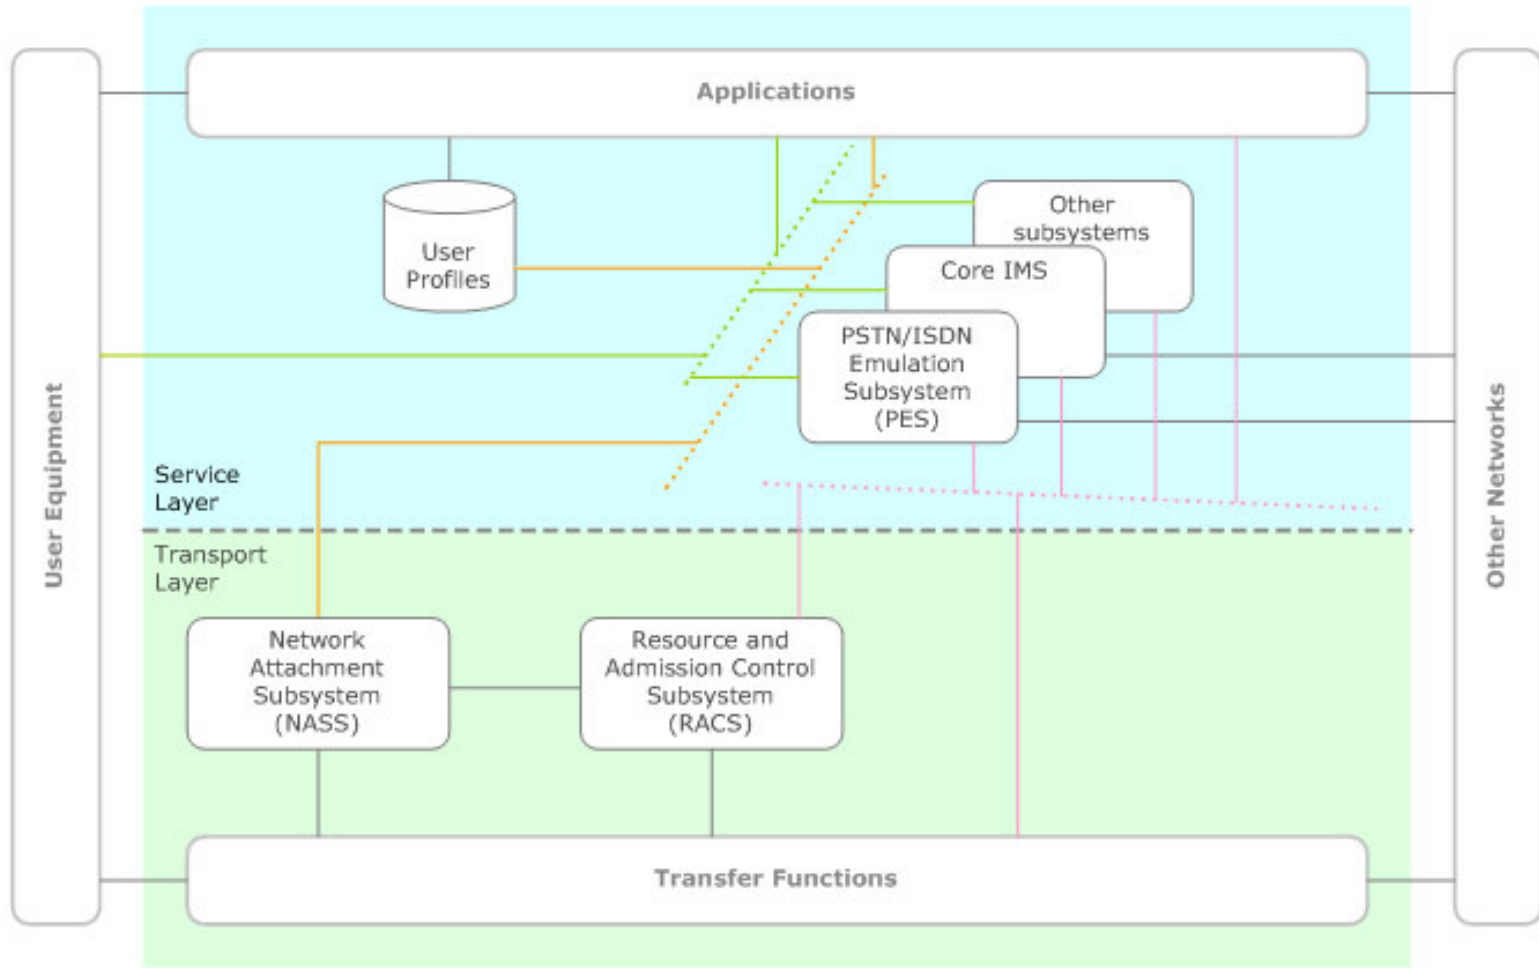 Applications
Other
subsystems
User
Profiles
Core IMS
PSTN/ISDN
Emulation
Subsystem
(PES)
User Equipment
Other Networks
Service
Layer
Transport
Layer
Network
Attachment
Subsystem
(NASS)
Resource and
Admission Control
Subsystem
(RACS)
Transfer Functions